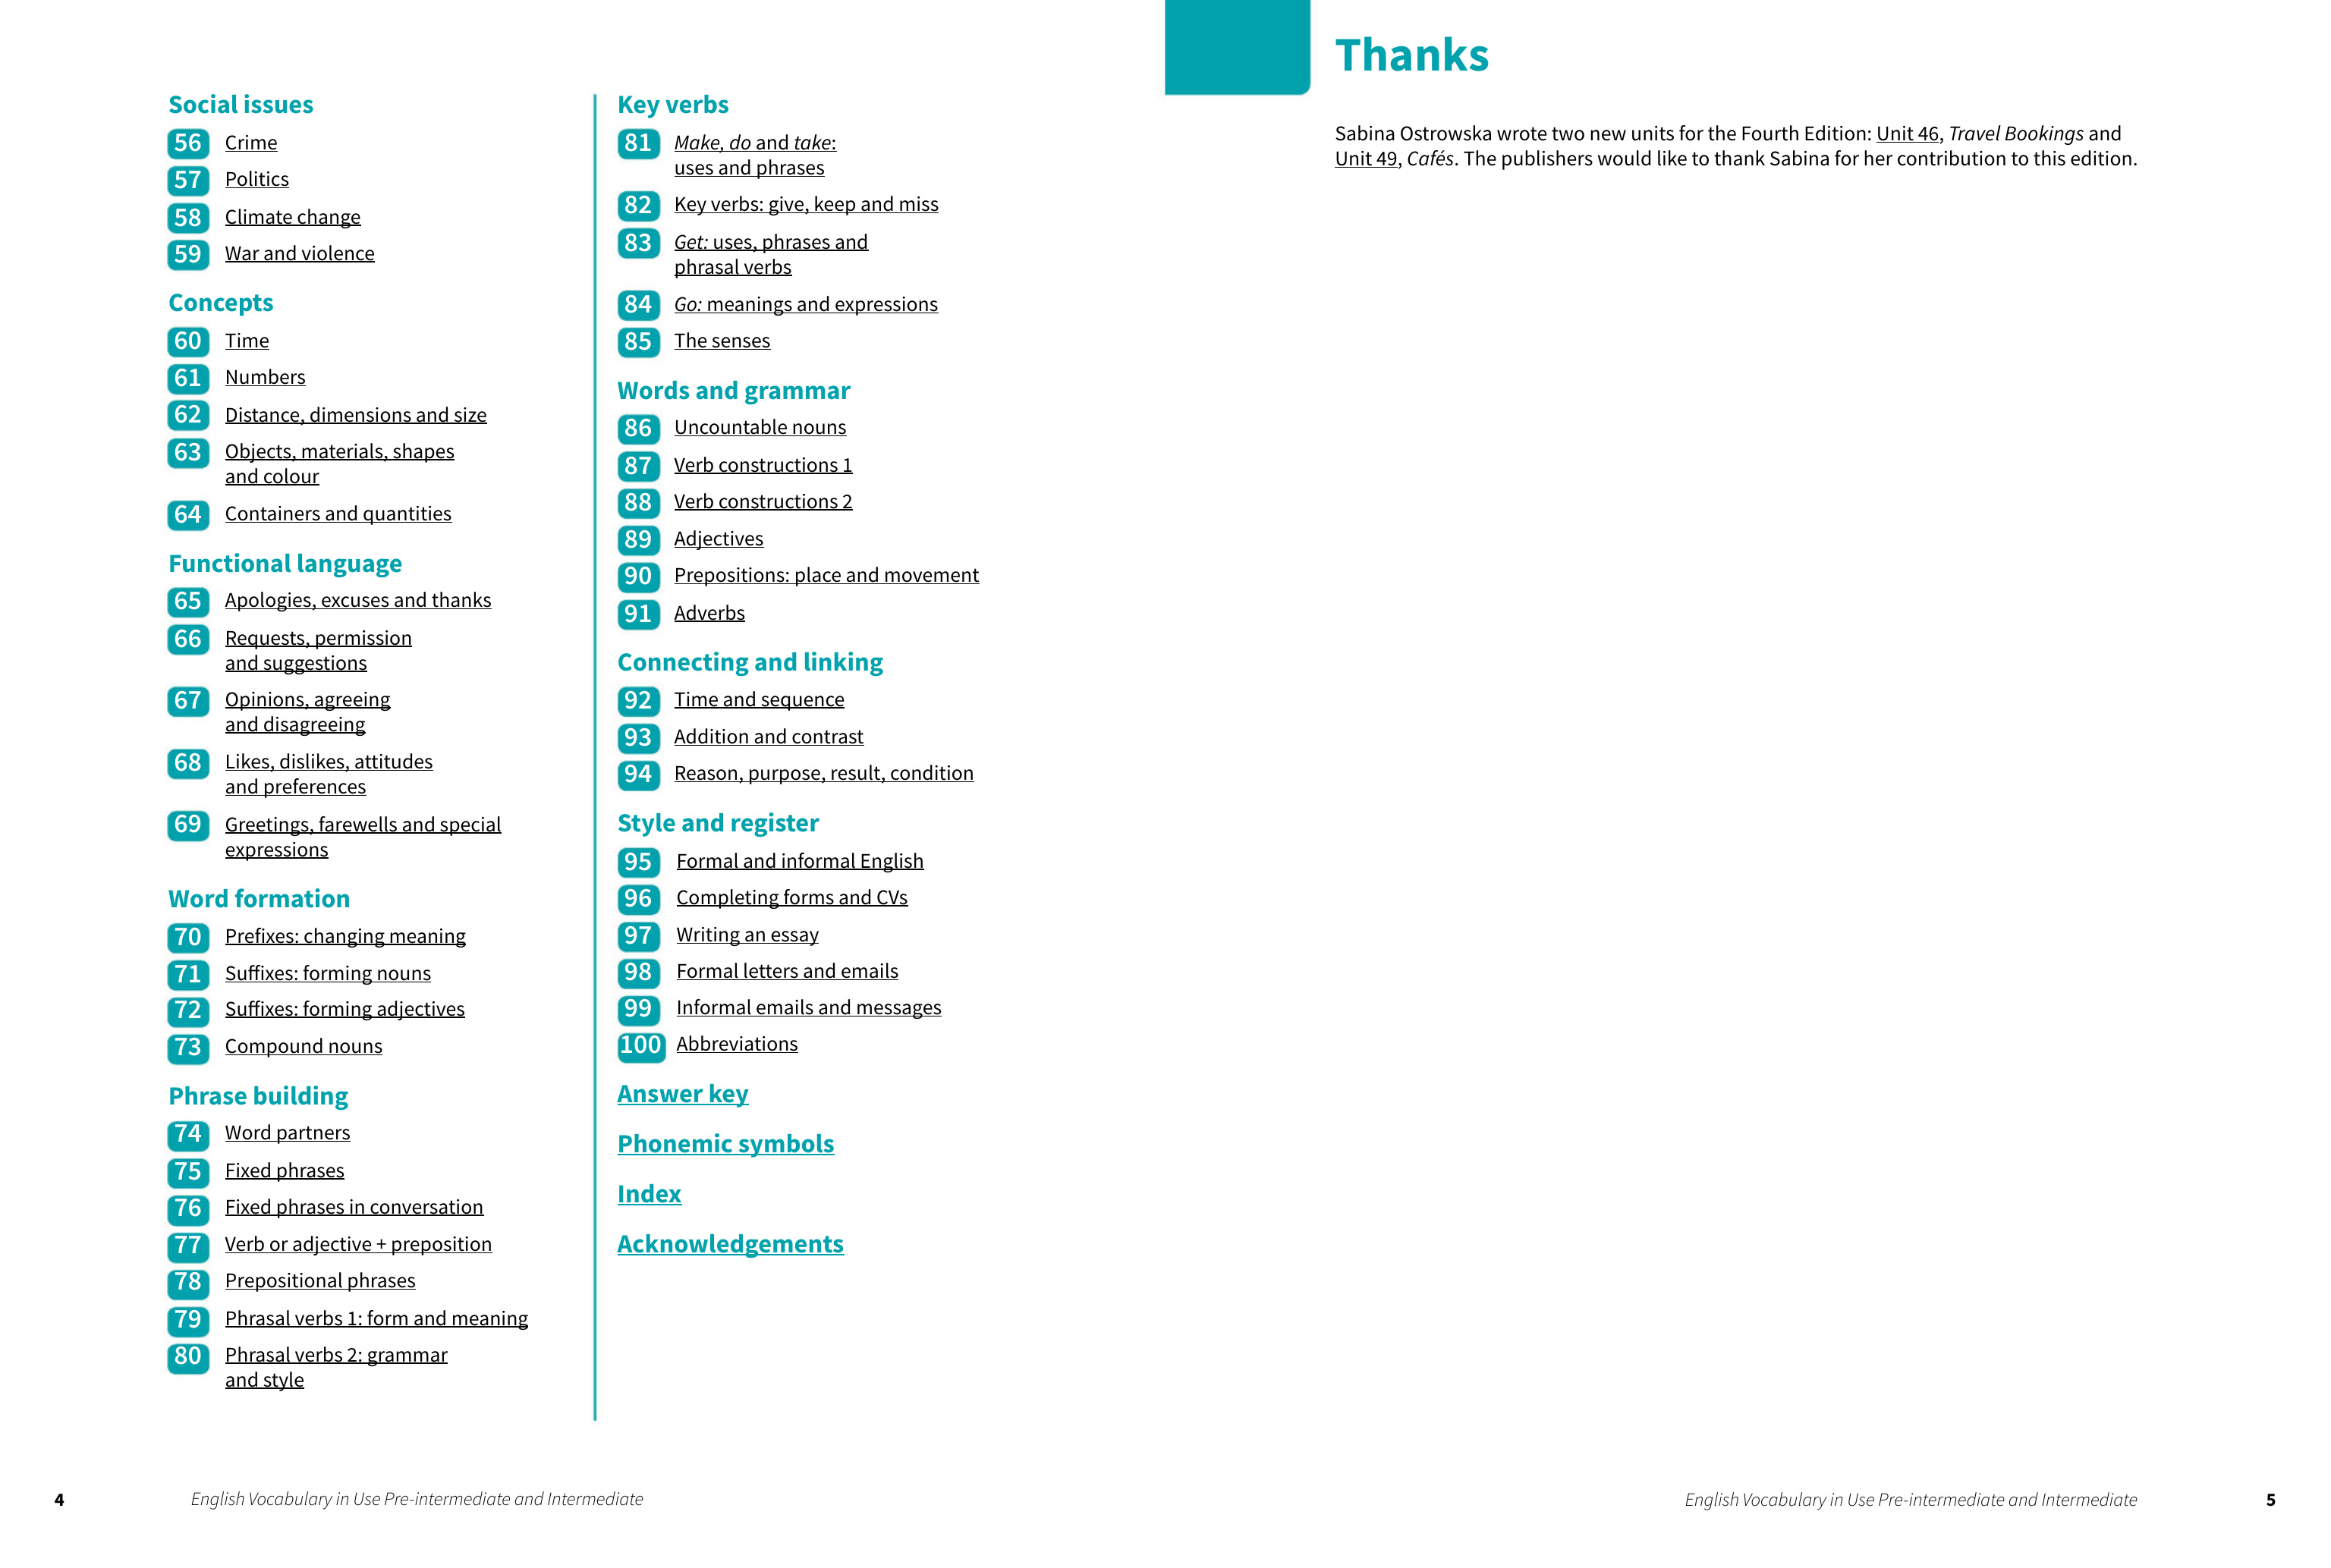 Social issues
56 Crime
57 Politics
58 Climate change
59 War and violence
Concepts
60 Time
61 Numbers
62 Distance, dimensions and size
63 Objects, materials, shapes
and colour
64 Containers and quantities
Functional language
65 Apologies, excuses and thanks
66 Requests, permission
and suggestions
67 Opinions, agreeing
and disagreeing
68 Likes, dislikes, attitudes
and preferences
69 Greetings, farewells and special
expressions
Word formation
70 Prefixes: changing meaning
71 Suffixes: forming nouns
72 Suffixes: forming adjectives
73 Compound nouns
Phrase building
74 Word partners
75 Fixed phrases
76 Fixed phrases in conversation
77 Verb or adjective + preposition
78 Prepositional phrases
79 Phrasal verbs 1: form and meaning
80 Phrasal verbs 2: grammar
and style
Key verbs
81 Make, do and take:
uses and phrases
82 Key verbs: give, keep and miss
83 Get: uses, phrases and
phrasal verbs
84 Go: meanings and expressions
85 The senses
Words and grammar
86 Uncountable nouns
87 Verb constructions 1
88 Verb constructions 2
89 Adjectives
90 Prepositions: place and movement
91 Adverbs
Connecting and linking
92 Time and sequence
93 Addition and contrast
94 Reason, purpose, result, condition
Style and register
95 Formal and informal English
96 Completing forms and CVs
97 Writing an essay
98 Formal letters and emails
99 Informal emails and messages
100 Abbreviations
Answer key
Phonemic symbols
Index
Acknowledgements
4 English Vocabulary in Use Pre-intermediate and Intermediate
Thanks
Sabina Ostrowska wrote two new units for the Fourth Edition: Unit 46, Travel Bookings and
Unit 49, Cafés. The publishers would like to thank Sabina for her contribution to this edition.
English Vocabulary in Use Pre-intermediate and Intermediate 5